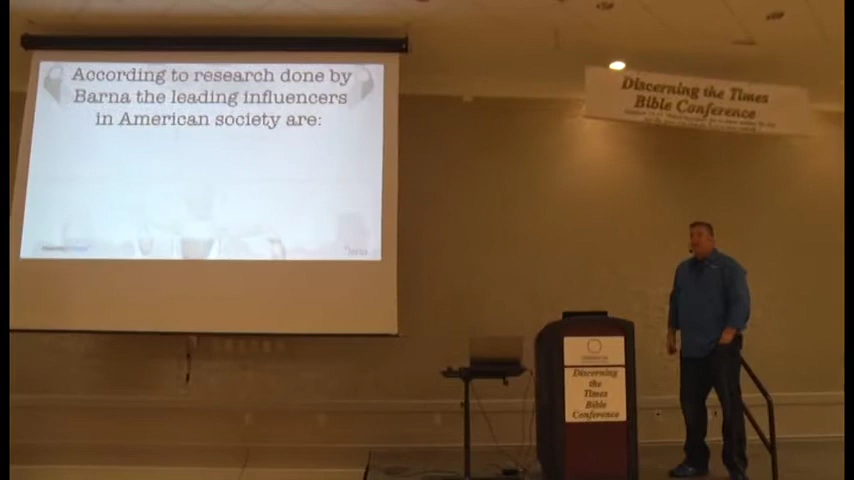 According to research done by
Barna the leading influencers
in American society are:
Discerning the Times
Bible Conference
Discerning
the
Times
Bible
Conference